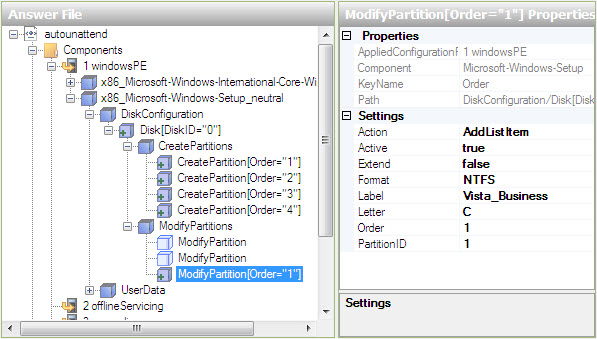 Answer File
autounattend
Components
1 windowsPE
x86_Microsoft-Windows-International-Core-Wi
x86_Microsoft-Windows-Setup_neutral
DiskConfiguration
Disk[DiskID="0"]
CreatePartitions
CreatePartition[Order="1"]
CreatePartition[Order="2"]
CreatePartition[Order="3"]
CreatePartition[Order="4"]
ModifyPartitions
ModifyPartition
ModifyPartition
ModifyPartition[Order="1"]
UserData
2 offlineServicing
ModifyPartition[Order="1"] Properties
Properties
AppliedConfigurationP 1 windowsPE
Component Microsoft-Windows-Setup
KeyName Order
Path DiskConfiguration/Disk[Disk
Settings
Action AddListItem
Active true
Extend false
Format NTFS
Label Vista_Business
Letter C
Order 1
PartitionID 1
Settings